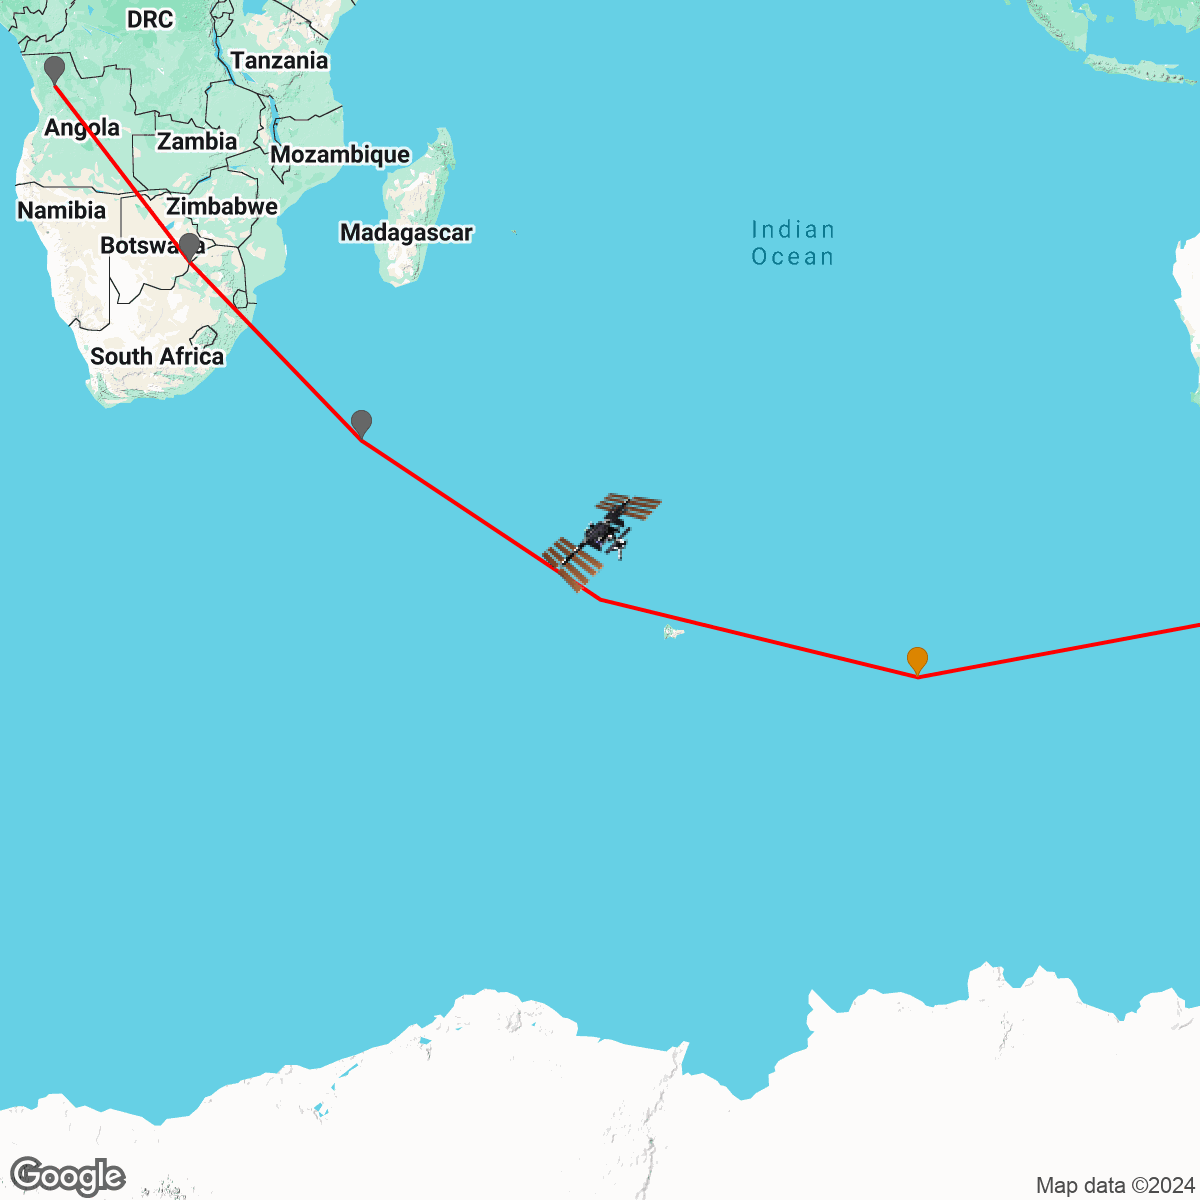 DRC
Tanzania
Angola
Zambia
Mozambique
Namibia
Zimbabwe
Botswana
Madagascar
Indian
Ocean
South Africa
Google
Map data ©2024